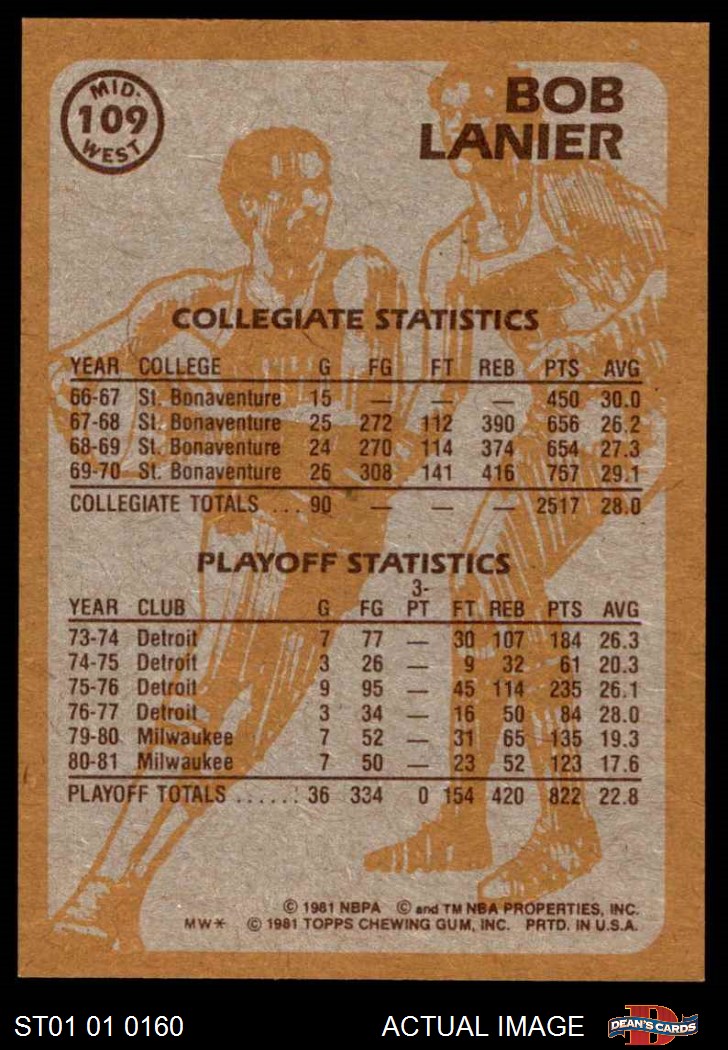 MID-
109
WEST
BOB
LANIER
COLLEGIATE STATISTICS
YEAR COLLEGE G FG FT REB PTS AVG
66-67 St. Bonaventure 15 — — — 450 30.0
67-68 St. Bonaventure 25 272 112 390 656 26.2
68-69 St. Bonaventure 24 270 114 374 654 27.3
69-70 St. Bonaventure 26 308 141 416 757 29.1
COLLEGIATE TOTALS ... 90 — — — 2517 28.0
PLAYOFF STATISTICS
YEAR CLUB G FG 3-PT FT REB PTS AVG
73-74 Detroit 7 77 — 30 107 184 26.3
74-75 Detroit 3 26 — 9 32 61 20.3
75-76 Detroit 9 95 — 45 114 235 26.1
76-77 Detroit 3 34 — 16 50 84 28.0
79-80 Milwaukee 7 52 — 31 65 135 19.3
80-81 Milwaukee 7 50 — 23 52 123 17.6
PLAYOFF TOTALS ...... 36 334 0 154 420 822 22.8
© 1981 NBPA © and TM NBA PROPERTIES, INC.
MW* © 1981 TOPPS CHEWING GUM, INC. PRTD. IN U.S.A.
ST01 01 0160 ACTUAL IMAGE D DEAN'S CARDS